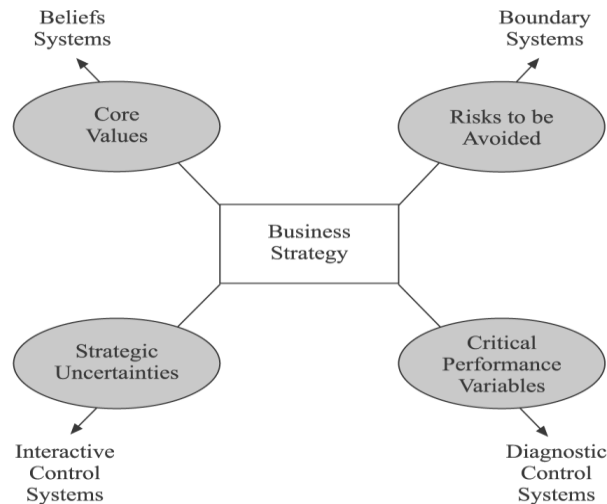 Beliefs
Systems
Boundary
Systems
Core
Values
Risks to be
Avoided
Business
Strategy
Strategic
Uncertainties
Critical
Performance
Variables
Interactive
Control
Systems
Diagnostic
Control
Systems